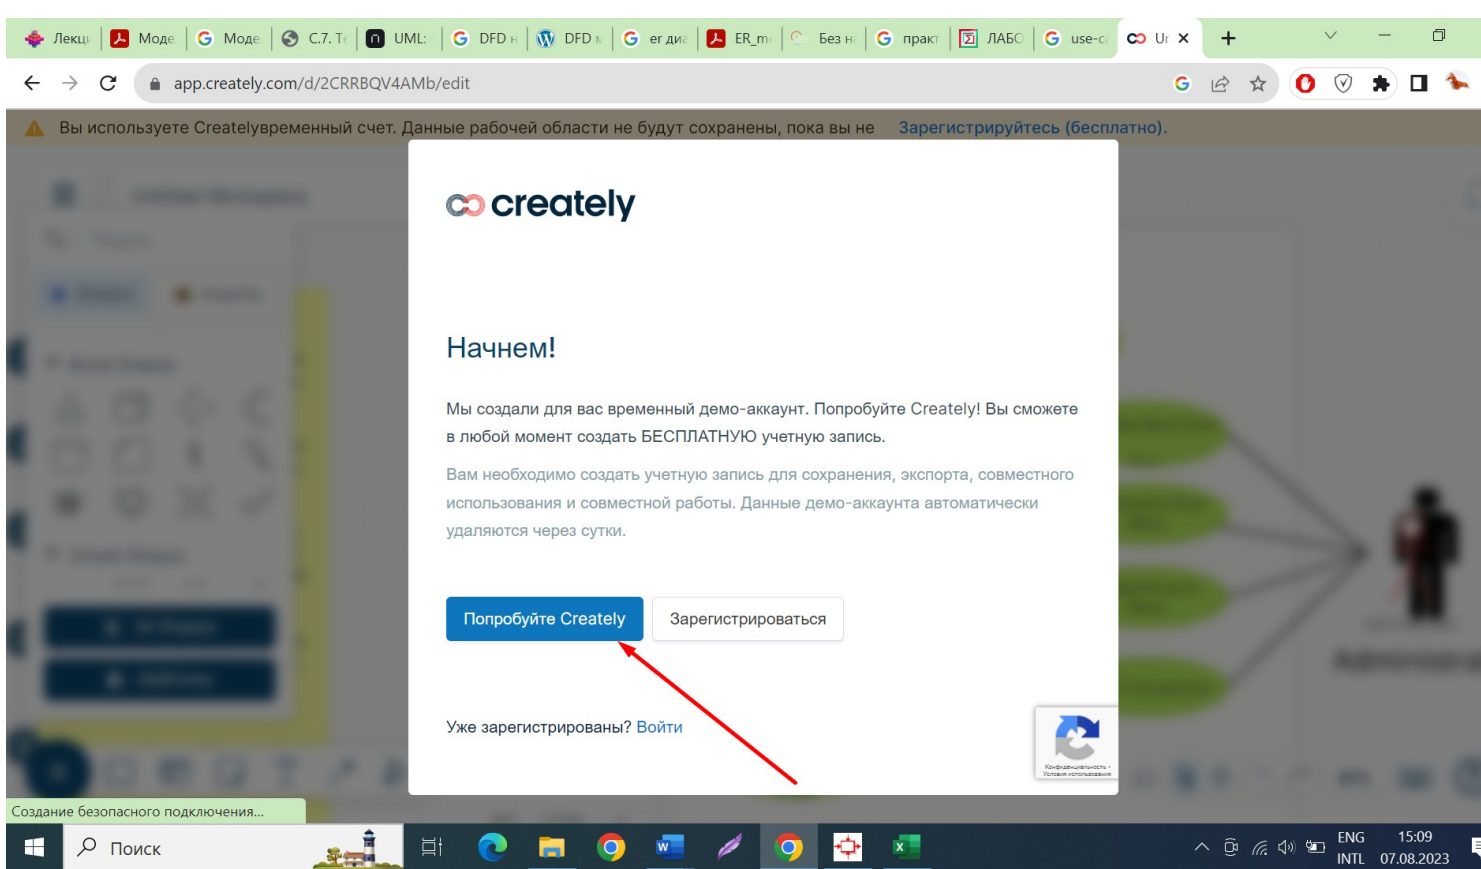 Лекц
Моде
Моде
С.7. Т
UML:
DFD н
DFD м
er диа
ER_m
Без н
практ
ЛАБО
use-c
Ur
app.creately.com/d/2CRRBQV4AMb/edit
Вы используете Createlyвременный счет. Данные рабочей области не будут сохранены, пока вы не Зарегистрируйтесь (бесплатно).
creately
Начнем!
Мы создали для вас временный демо-аккаунт. Попробуйте Creately! Вы сможете
в любой момент создать БЕСПЛАТНУЮ учетную запись.
Вам необходимо создать учетную запись для сохранения, экспорта, совместного
использования и совместной работы. Данные демо-аккаунта автоматически
удаляются через сутки.
Попробуйте Creately
Зарегистрироваться
Уже зарегистрированы? Войти
Конфиденциальность -
Условия использования
Создание безопасного подключения...
Поиск
ENG
INTL
15:09
07.08.2023